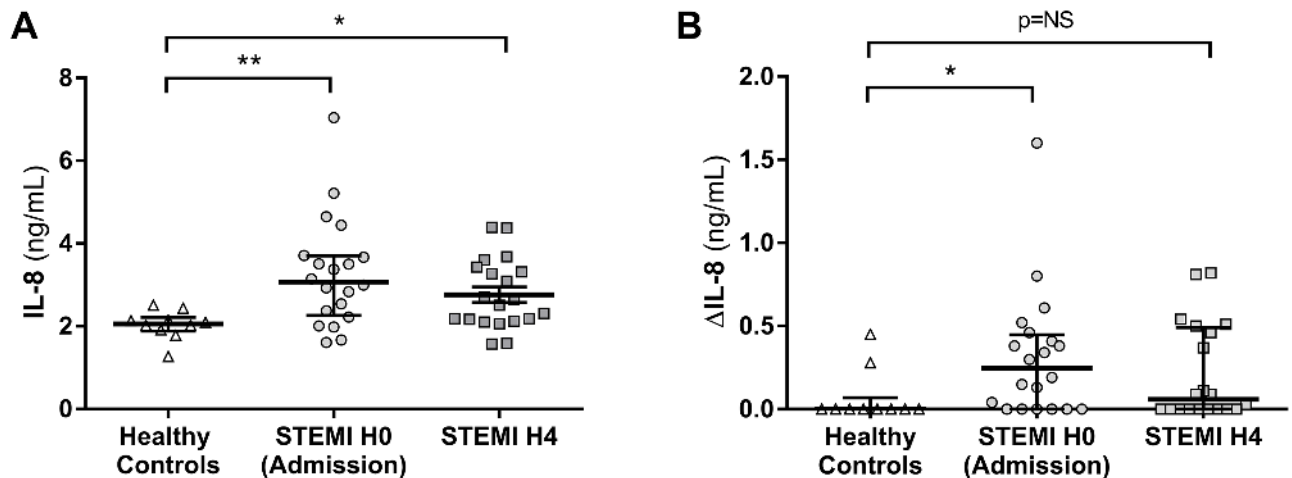 A
*
**
IL-8 (ng/mL)
8
6
4
2
0
Healthy
Controls
STEMI H0
(Admission)
STEMI H4
B
p=NS
*
ΔIL-8 (ng/mL)
2.0
1.5
1.0
0.5
0.0
Healthy
Controls
STEMI H0
(Admission)
STEMI H4